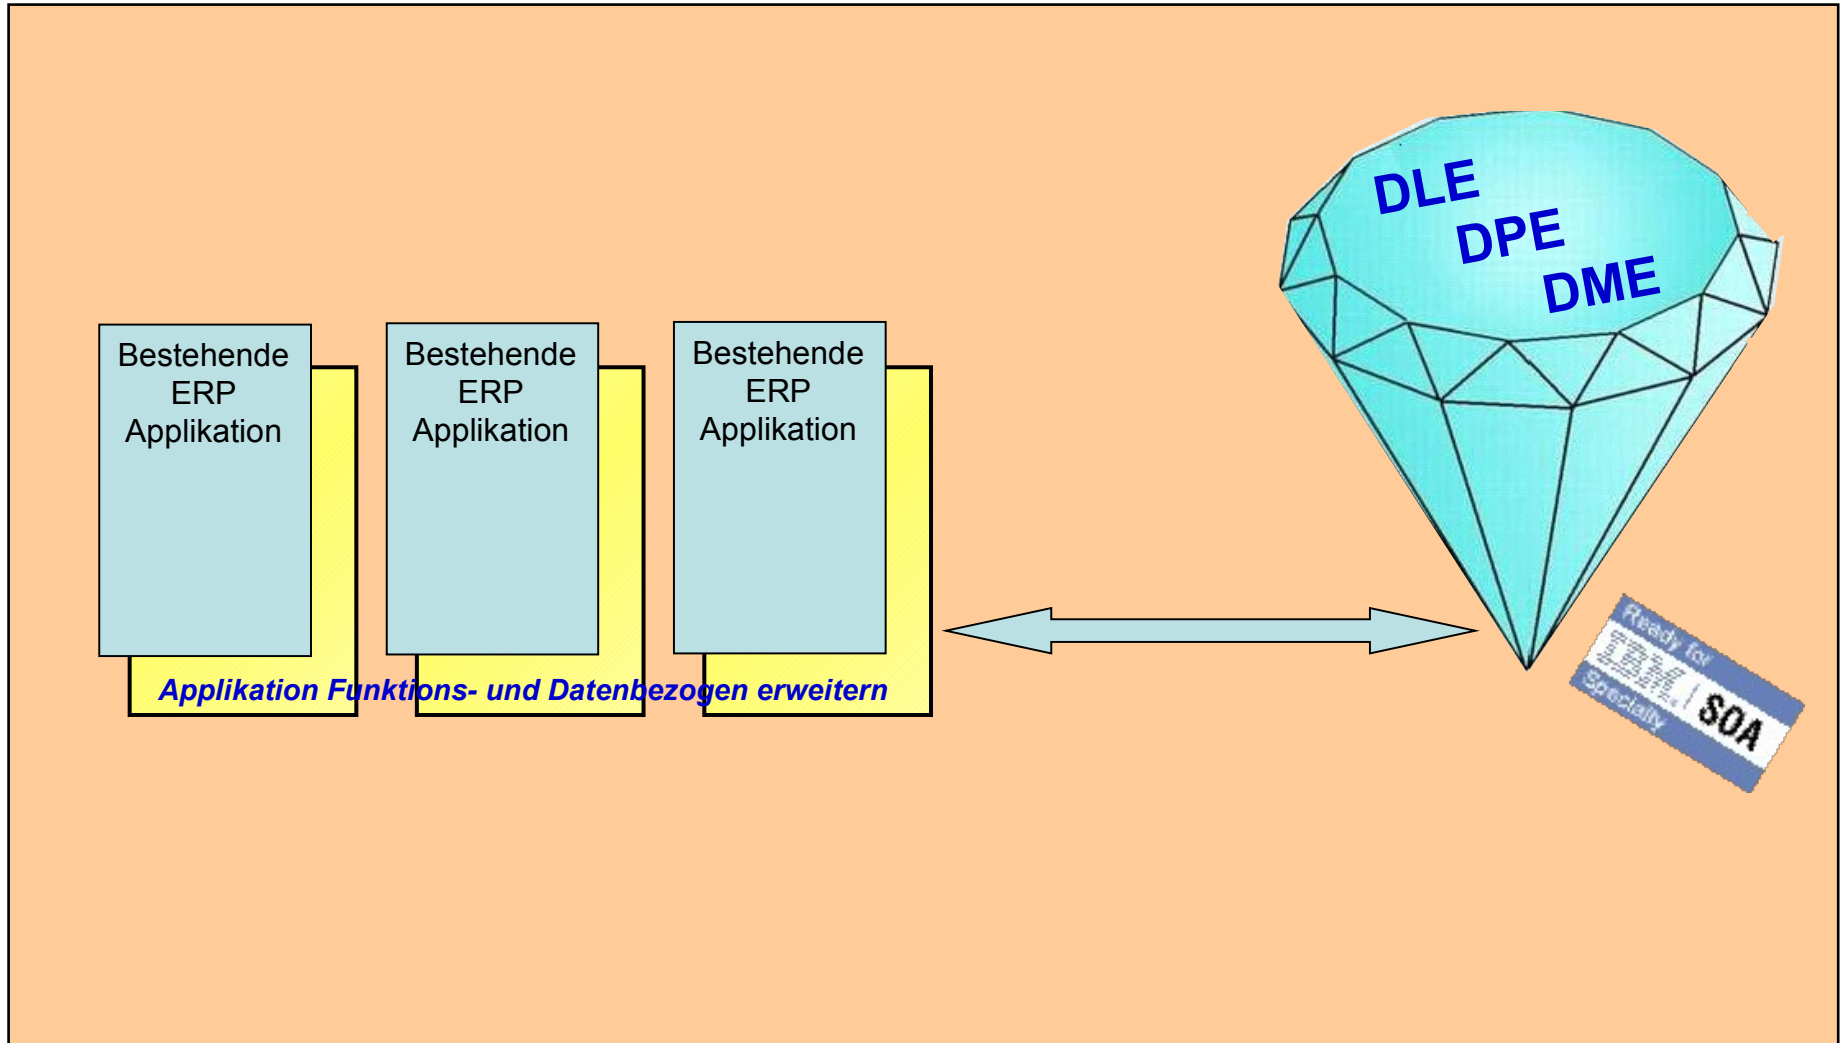 DLE
DPE
DME
Bestehende
ERP
Applikation
Bestehende
ERP
Applikation
Bestehende
ERP
Applikation
Applikation Funktions- und Datenbezogen erweitern
Ready for
IBM
SOA
Specialty